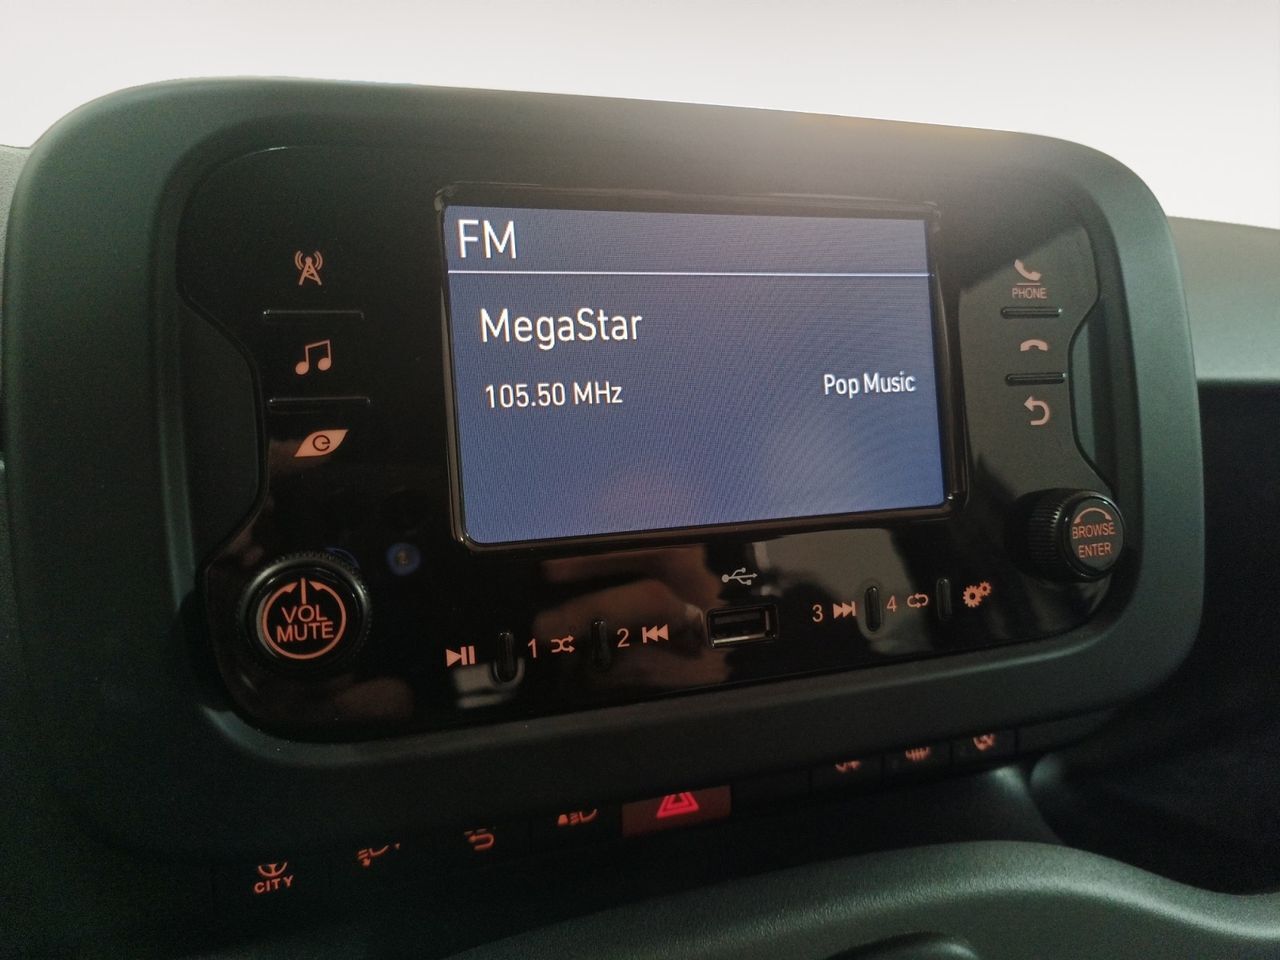 FM
MegaStar
105.50 MHz
Pop Music
PHONE
BROWSE
ENTER
VOL
MUTE
1
2
3
4
CITY